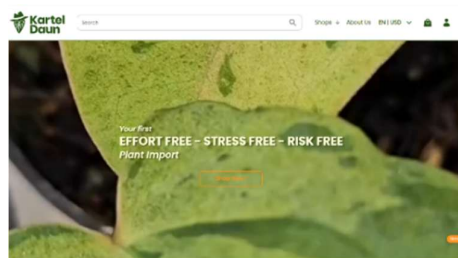 Kartel
Daun
Search
Shops
About Us
EN | USD
Your first
EFFORT FREE - STRESS FREE - RISK FREE
Plant Import